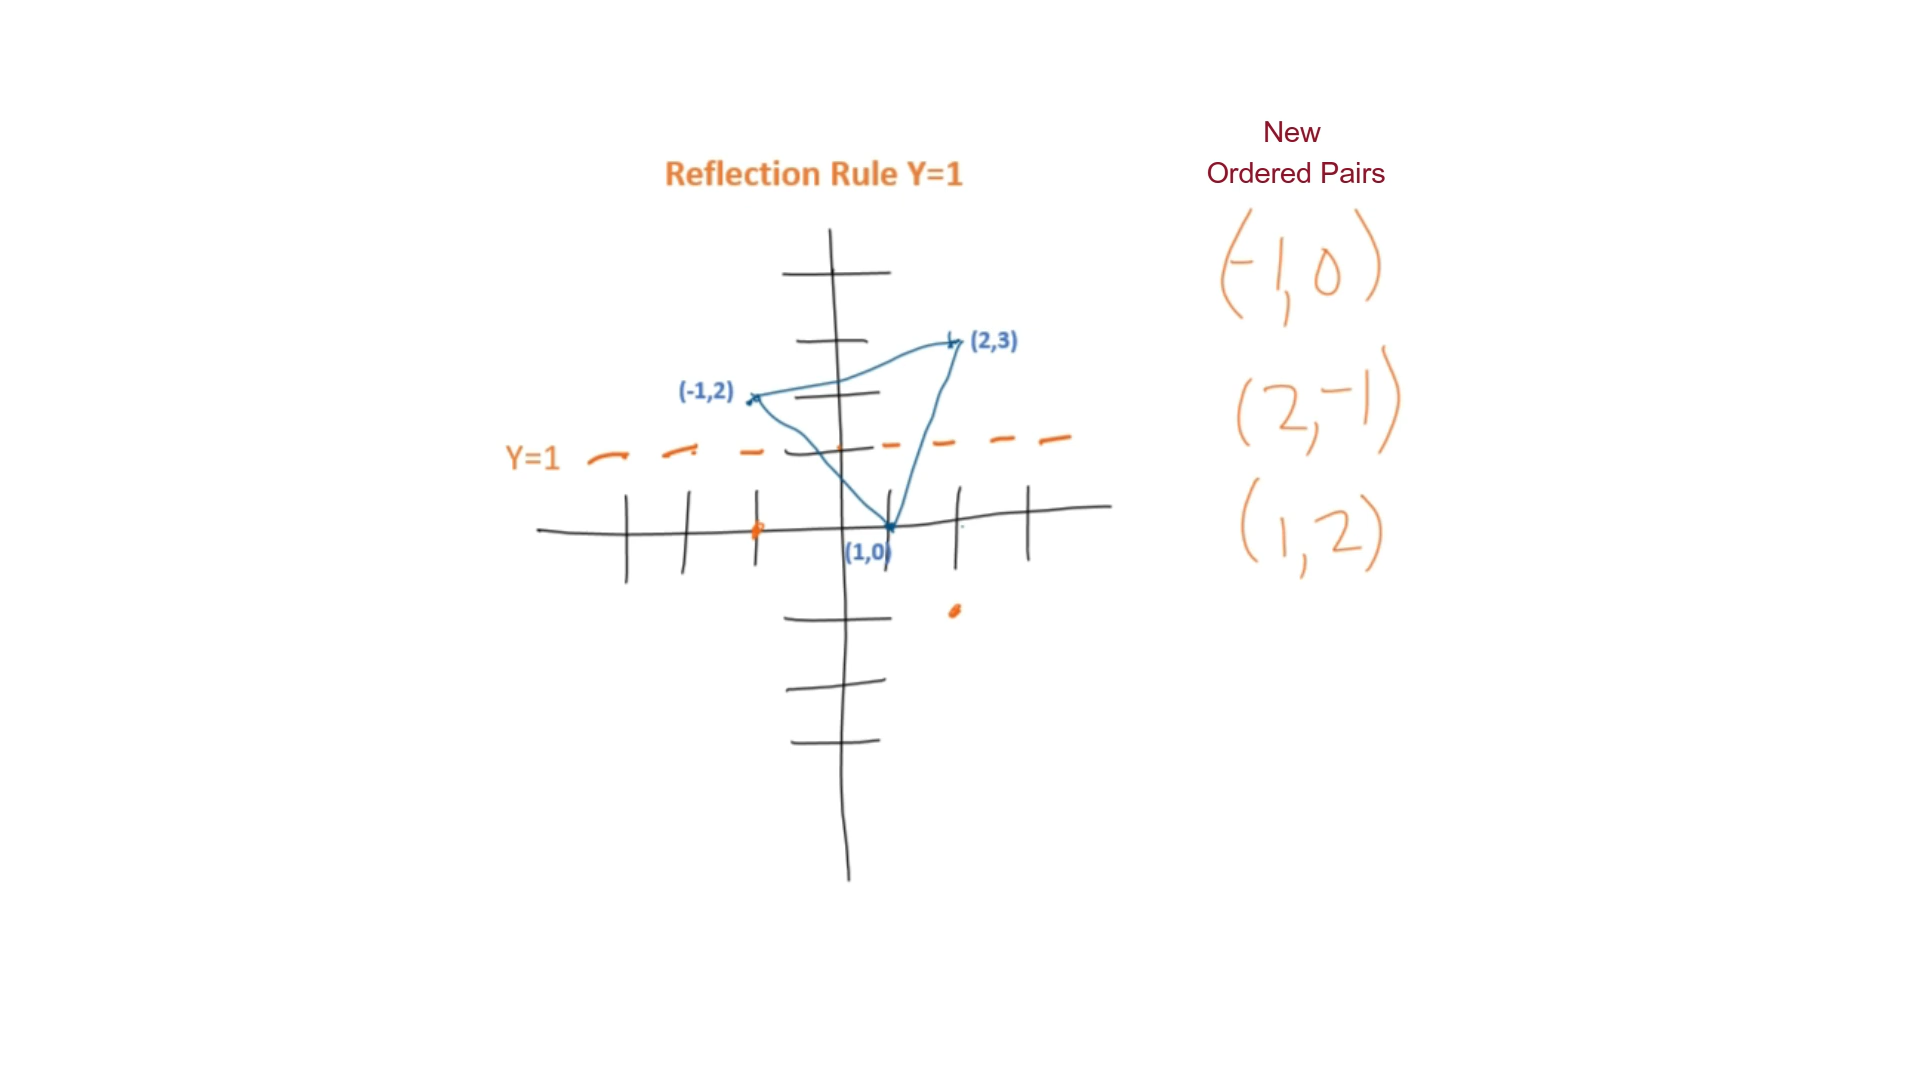 New
Ordered Pairs
Reflection Rule Y=1
(-1,0)
(2,3)
(-1,2)
(2,-1)
Y=1
(1,2)
(1,0)